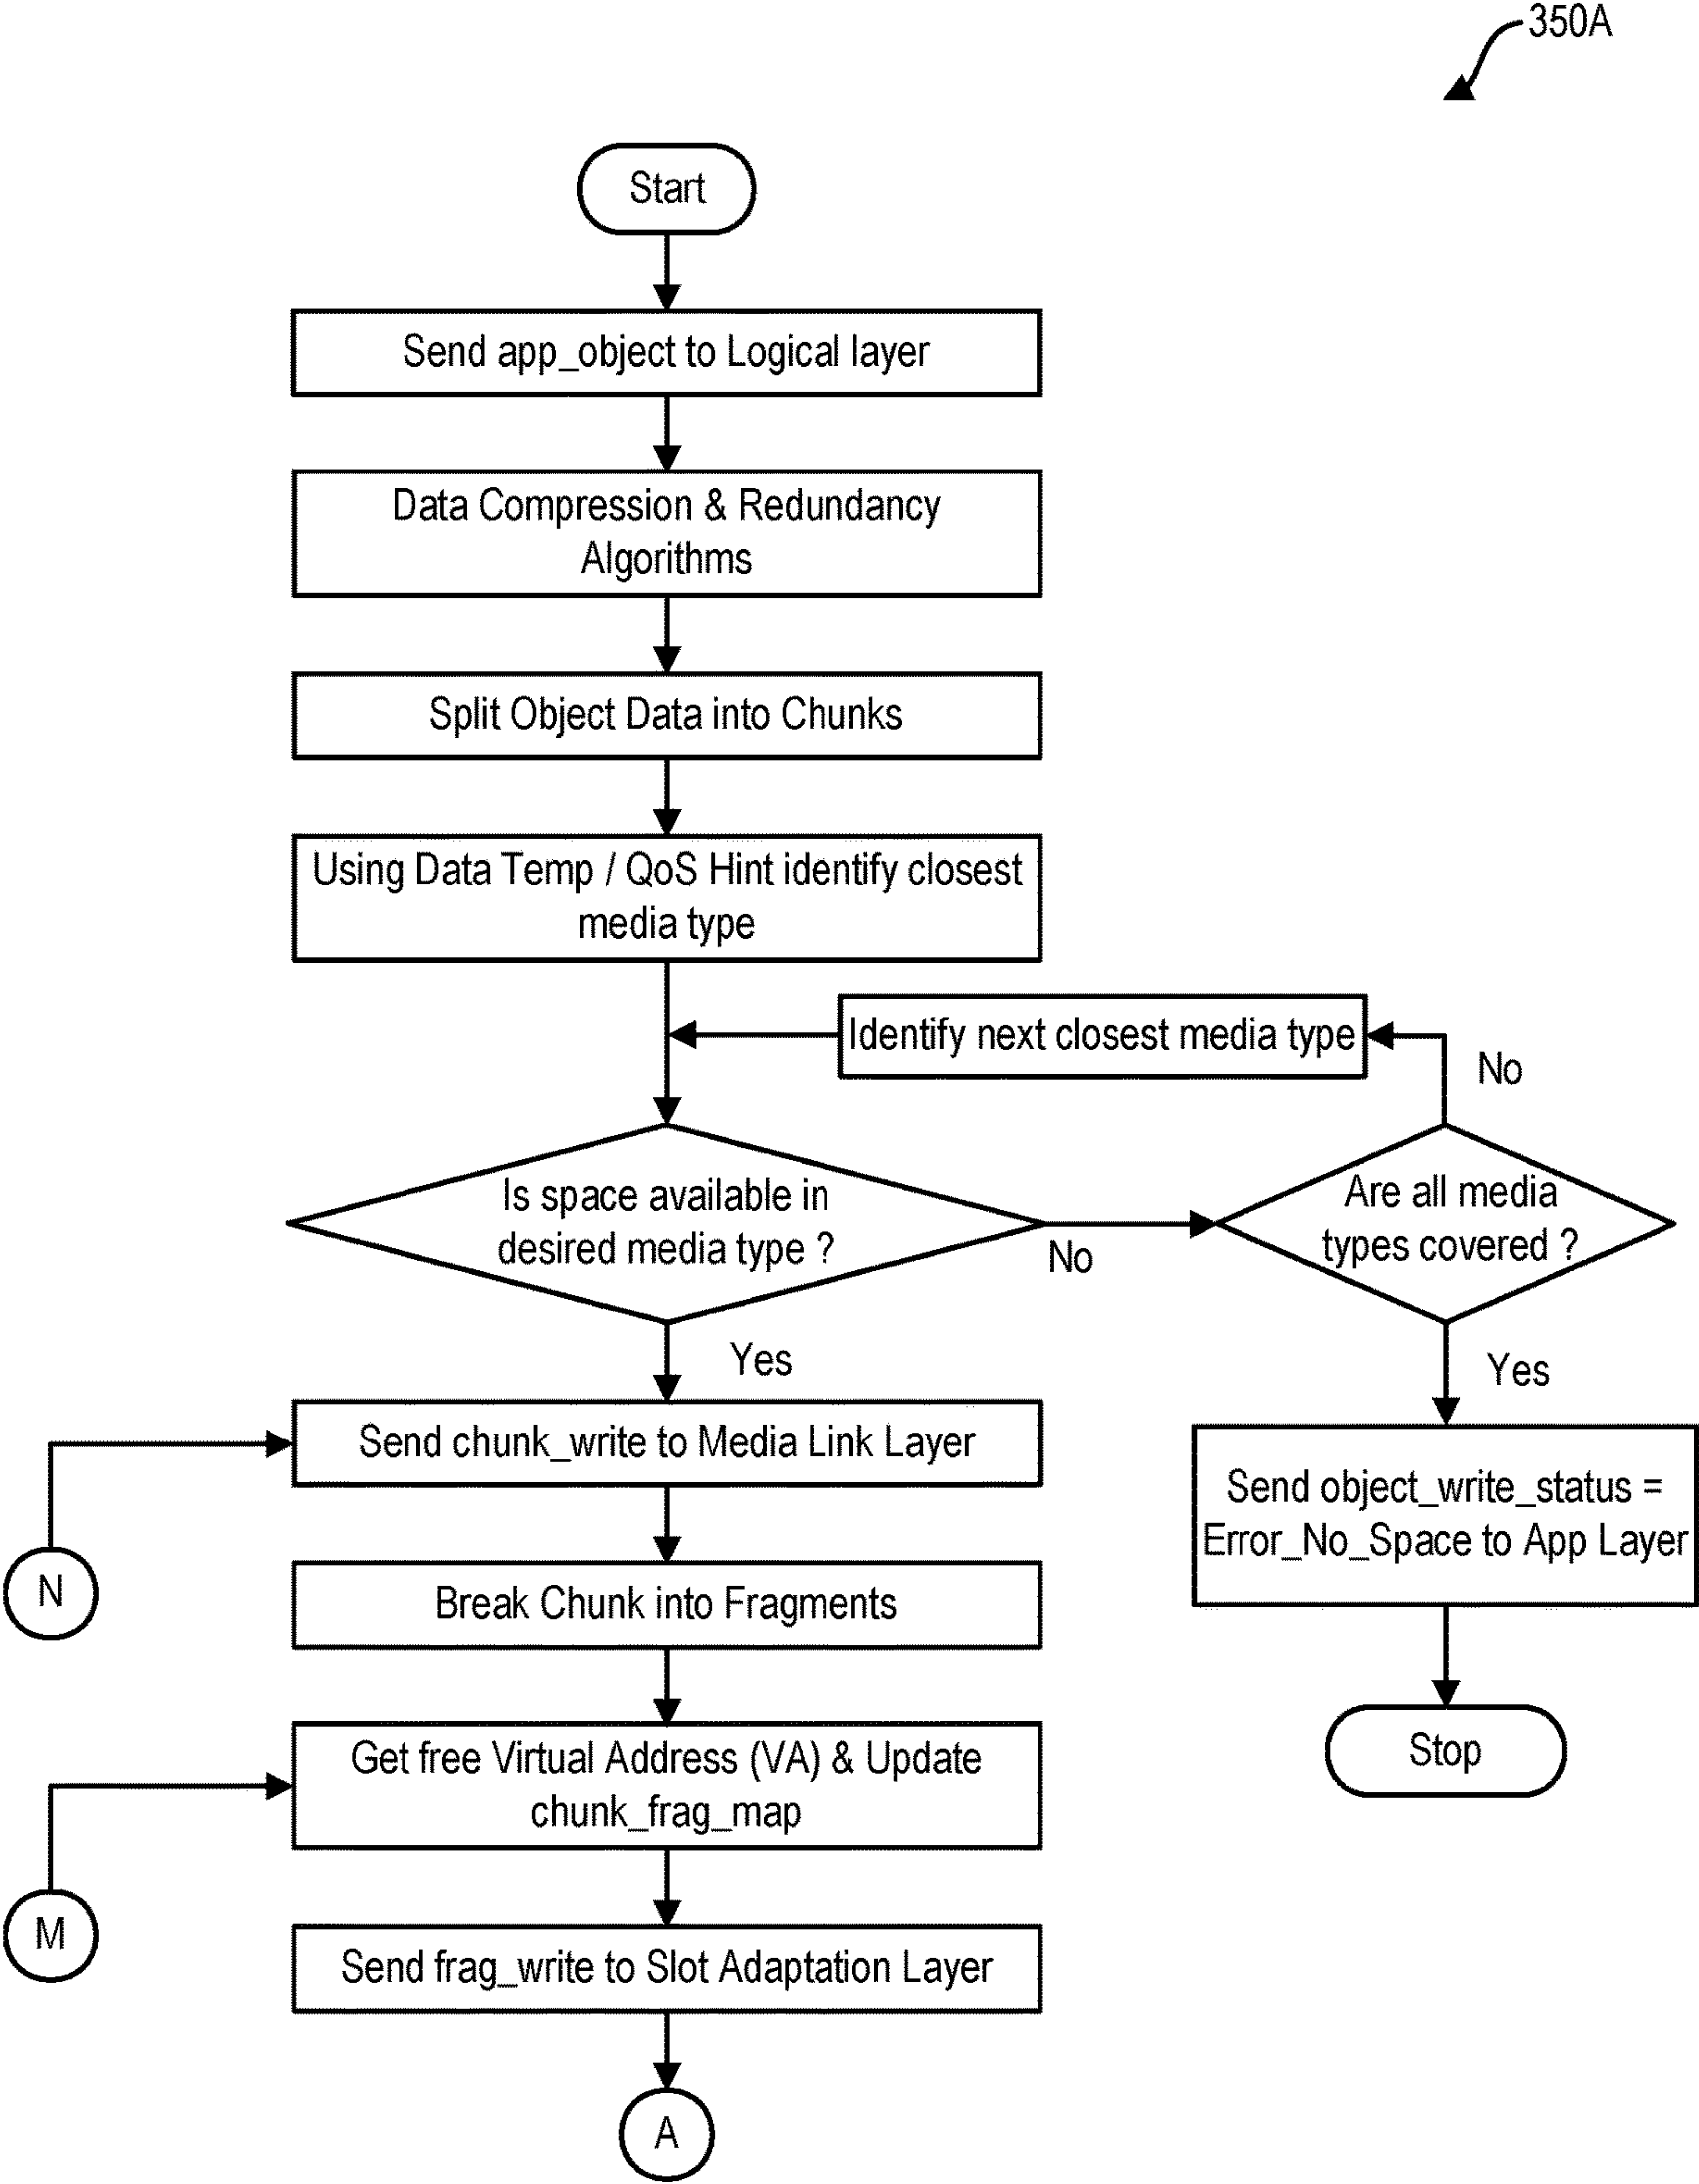 350A
Start
Send app_object to Logical layer
Data Compression & Redundancy
Algorithms
Split Object Data into Chunks
Using Data Temp / QoS Hint identify closest
media type
Identify next closest media type
No
Is space available in
desired media type ?
No
Are all media
types covered ?
Yes
Yes
Send chunk_write to Media Link Layer
Send object_write_status =
Error_No_Space to App Layer
N
Break Chunk into Fragments
Get free Virtual Address (VA) & Update
chunk_frag_map
Stop
M
Send frag_write to Slot Adaptation Layer
A